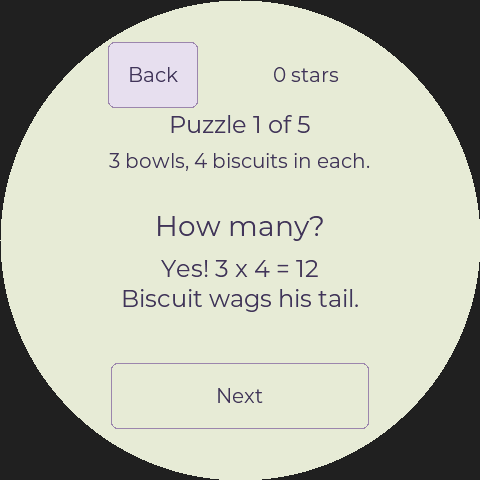 Back
0 stars
Puzzle 1 of 5
3 bowls, 4 biscuits in each.
How many?
Yes! 3 x 4 = 12
Biscuit wags his tail.
Next